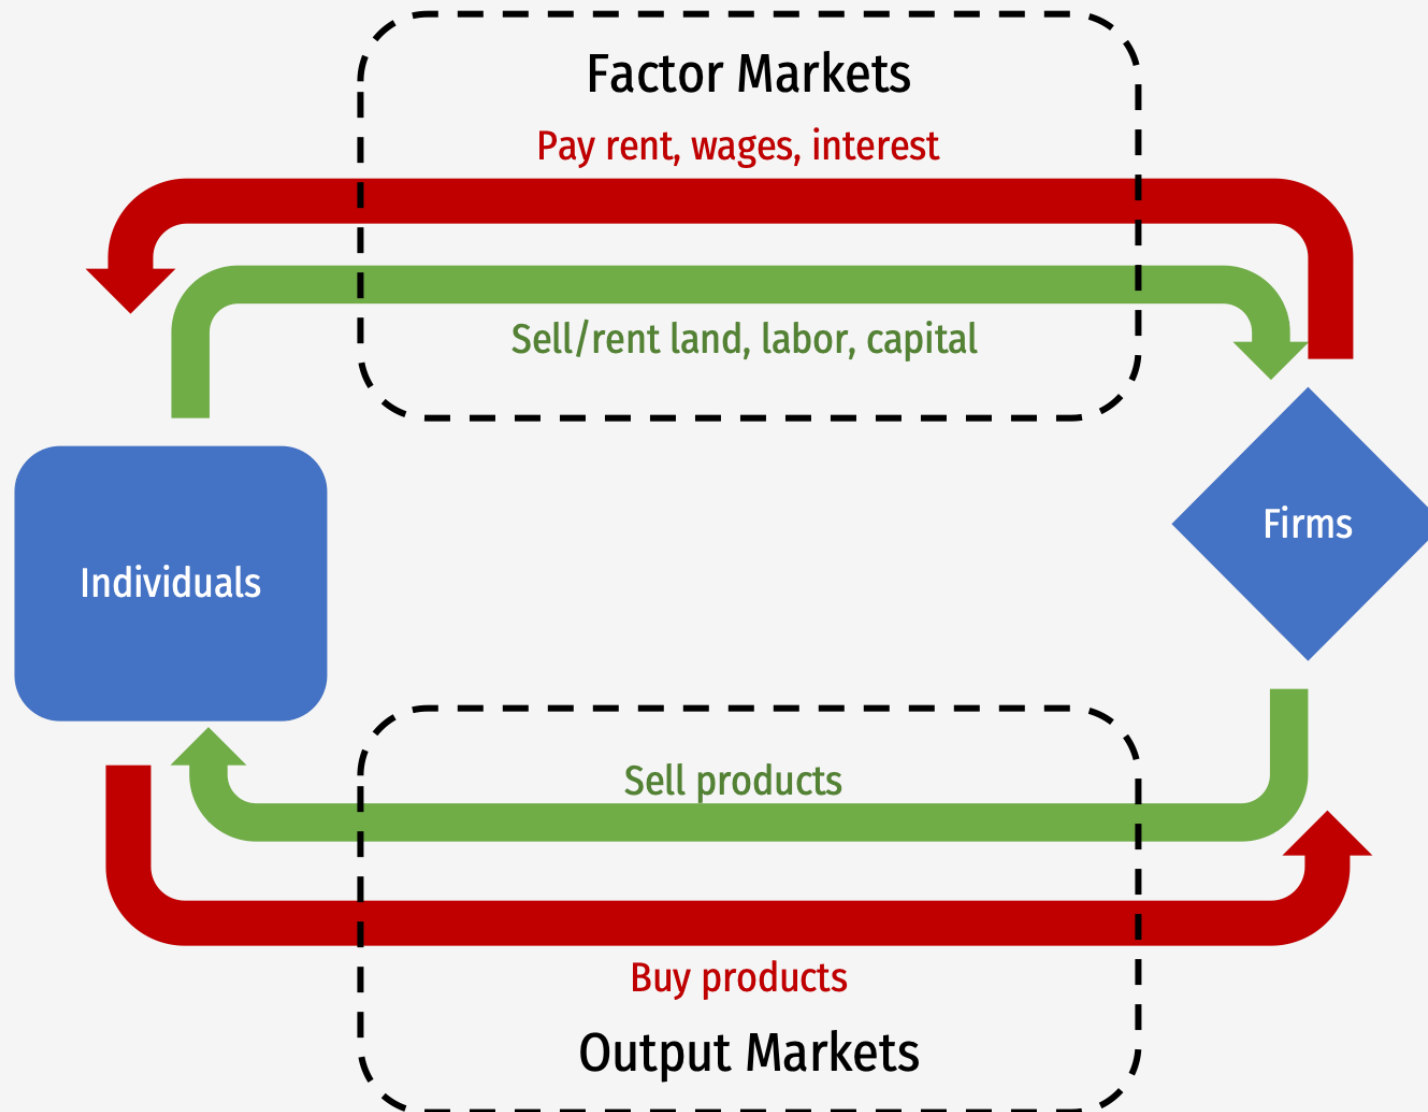 Factor Markets
Pay rent, wages, interest
Sell/rent land, labor, capital
Firms
Individuals
Sell products
Buy products
Output Markets